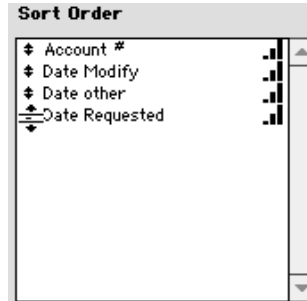 Sort Order
Account #
Date Modify
Date other
Date Requested